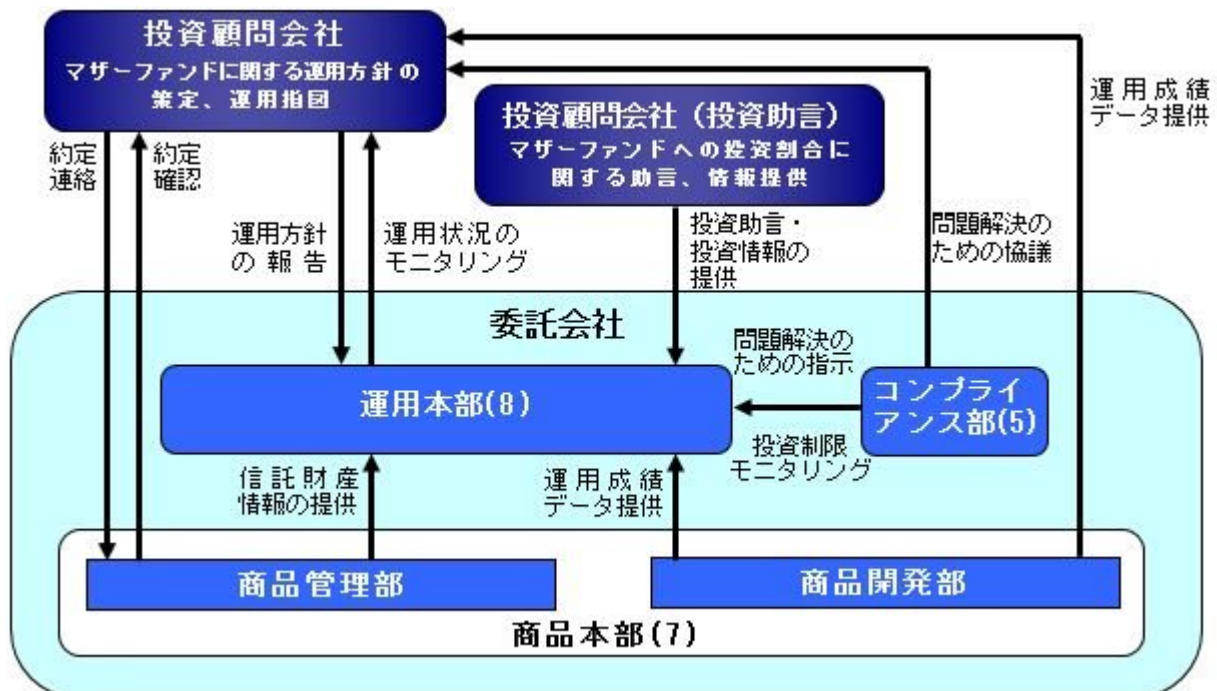 投資顧問会社
マザーファンドに関する運用方針の
策定、運用指図
運用成績
データ提供
投資顧問会社（投資助言）
マザーファンドへの投資割合に
関する助言、情報提供
約定
連絡
約定
確認
運用方針
の報告
運用状況の
モニタリング
投資助言・
投資情報の
提供
問題解決の
ための協議
委託会社
問題解決の
ための指示
運用本部(8)
コンプライ
アンス部(5)
投資制限
モニタリング
信託財産
情報の提供
運用成績
データ提供
商品管理部
商品開発部
商品本部(7)